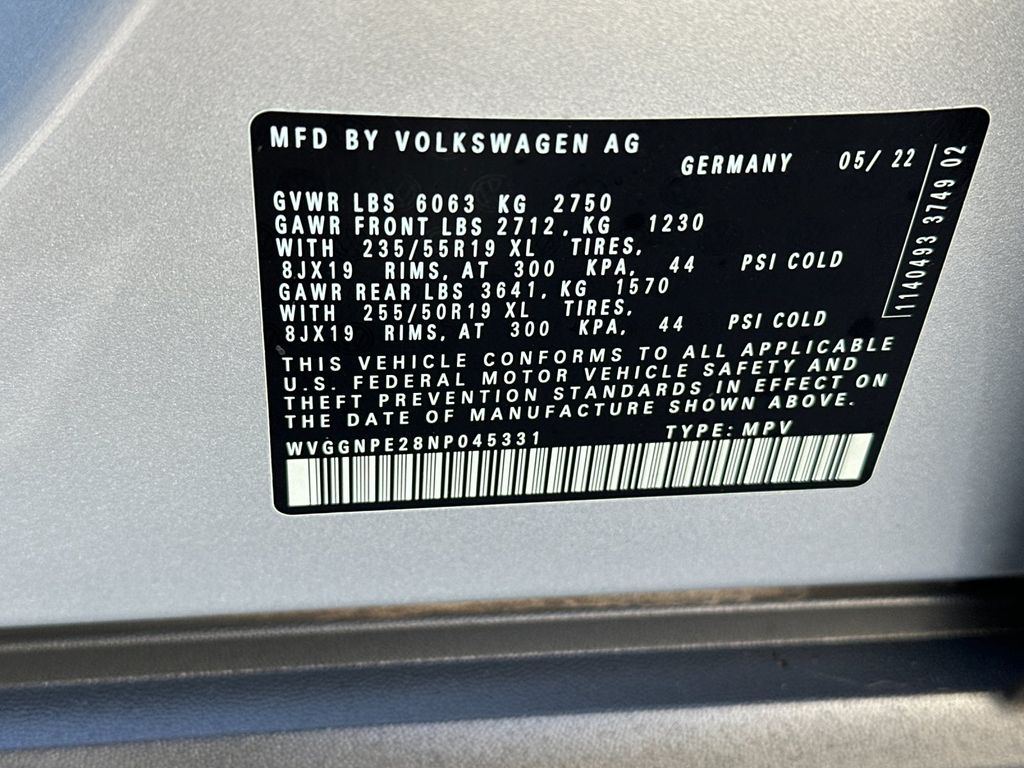 MFD BY VOLKSWAGEN AG
GERMANY 05/ 22
GVWR LBS 6063 KG 2750
GAWR FRONT LBS 2712, KG 1230
WITH 235/55R19 XL TIRES,
8JX19 RIMS, AT 300 KPA, 44 PSI COLD
GAWR REAR LBS 3641, KG 1570
WITH 255/50R19 XL TIRES,
8JX19 RIMS, AT 300 KPA, 44 PSI COLD
THIS VEHICLE CONFORMS TO ALL APPLICABLE
U.S. FEDERAL MOTOR VEHICLE SAFETY AND
THEFT PREVENTION STANDARDS IN EFFECT ON
THE DATE OF MANUFACTURE SHOWN ABOVE.
WVGGNPE28NP045331 TYPE: MPV
1140493 3749 02